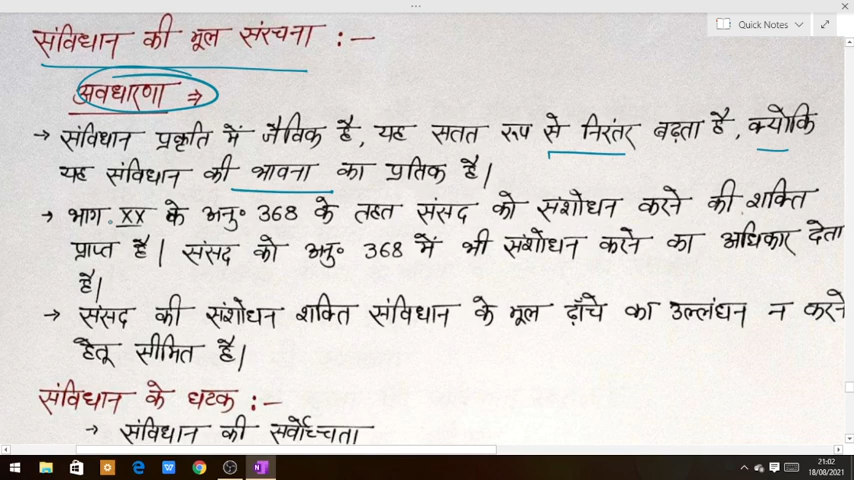 Quick Notes
संविधान की मूल संरचना :-
अवधारणा ⇒
→ संविधान प्रकृति में जैविक है, यह सतत रूप से निरंतर बढ़ता है, क्योकि
यह संविधान की भावना का प्रतिक है।
→ भाग XX के अनु॰ 368 के तहत संसद को संशोधन करने की शक्ति
प्राप्त है। संसद को अनु॰ 368 में भी संशोधन करने का अधिकार देता
है।
→ संसद की संशोधन शक्ति संविधान के मूल ढ़ाँचे का उल्लंघन न करने
हेतू सीमित है।
संविधान के घटक :-
→ संविधान की सर्वोच्चता
21:02
18/08/2021